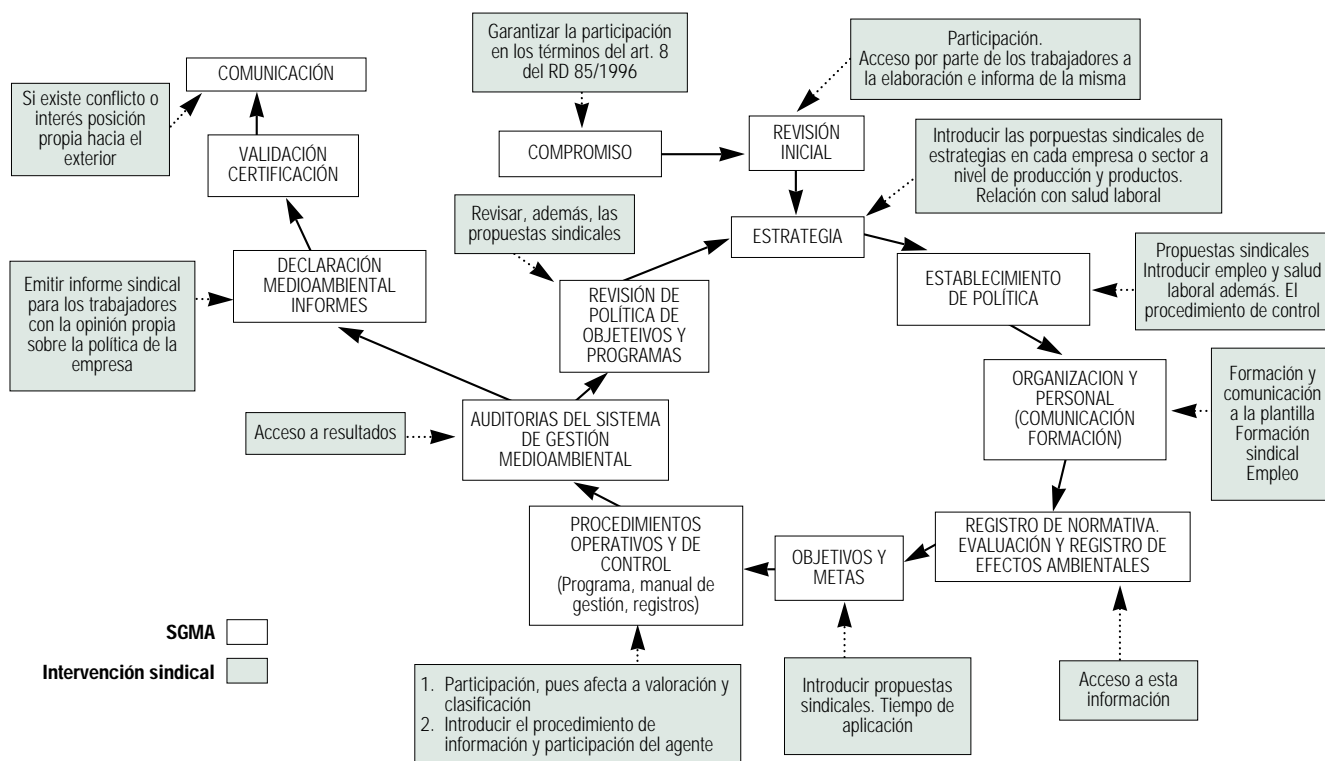 Garantizar la participación
en los términos del art. 8
del RD 85/1996
Participación.
Acceso por parte de los trabajadores a
la elaboración e informa de la misma
COMUNICACIÓN
Si existe conflicto o
interés posición
propia hacia el
exterior
VALIDACIÓN
CERTIFICACIÓN
COMPROMISO
REVISIÓN
INICIAL
Introducir las porpuestas sindicales de
estrategias en cada empresa o sector a
nivel de producción y productos.
Relación con salud laboral
Revisar, además, las
propuestas sindicales
ESTRATEGIA
DECLARACIÓN
MEDIOAMBIENTAL
INFORMES
Emitir informe sindical
para los trabajadores
con la opinión propia
sobre la política de la
empresa
REVISIÓN DE
POLÍTICA DE
OBJETEIVOS Y
PROGRAMAS
ESTABLECIMIENTO
DE POLÍTICA
Propuestas sindicales
Introducir empleo y salud
laboral además. El
procedimiento de control
ORGANIZACION Y
PERSONAL
(COMUNICACIÓN
FORMACIÓN)
Formación y
comunicación
a la plantilla
Formación
sindical
Empleo
Acceso a resultados
AUDITORIAS DEL SISTEMA
DE GESTIÓN
MEDIOAMBIENTAL
PROCEDIMIENTOS
OPERATIVOS Y DE
CONTROL
(Programa, manual de
gestión, registros)
OBJETIVOS Y
METAS
REGISTRO DE NORMATIVA.
EVALUACIÓN Y REGISTRO DE
EFECTOS AMBIENTALES
SGMA
Intervención sindical
1. Participación, pues afecta a valoración y
clasificación
2. Introducir el procedimiento de
información y participación del agente
Introducir propuestas
sindicales. Tiempo de
aplicación
Acceso a esta
información